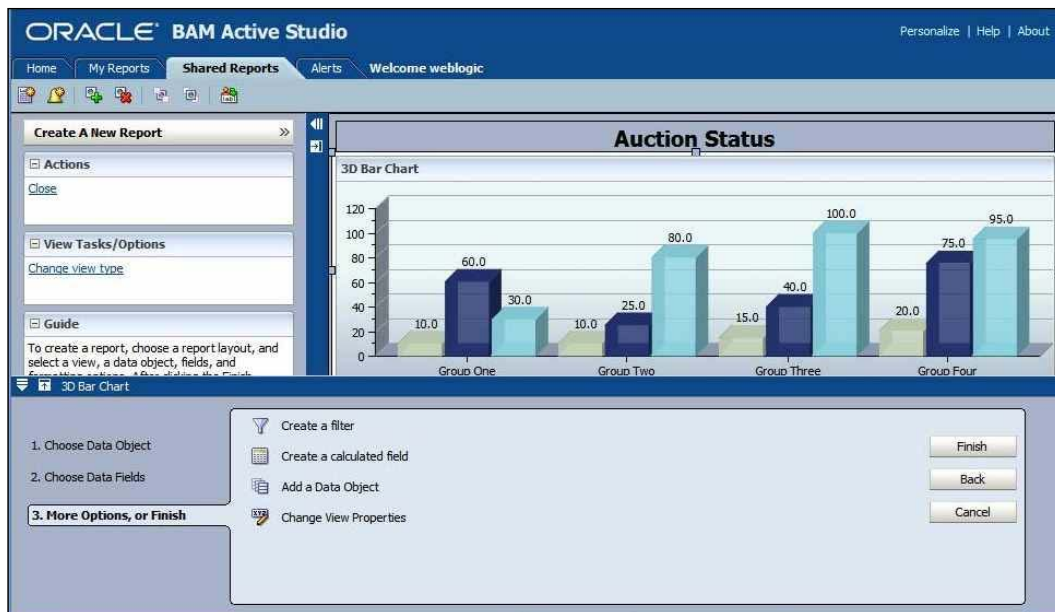 ORACLE BAM Active Studio
Personalize | Help | About
Home My Reports Shared Reports Alerts Welcome weblogic
Create A New Report »
Actions
Close
View Tasks/Options
Change view type
Guide
To create a report, choose a report layout, and
select a view, a data object, fields, and
formatting options. After clicking the Finish
Auction Status
3D Bar Chart
120
100
80
60
40
20
0
10.0 60.0 30.0
10.0 25.0 80.0
15.0 40.0 100.0
20.0 75.0 95.0
Group One Group Two Group Three Group Four
3D Bar Chart
1. Choose Data Object
2. Choose Data Fields
3. More Options, or Finish
Create a filter
Create a calculated field
Add a Data Object
Change View Properties
Finish
Back
Cancel